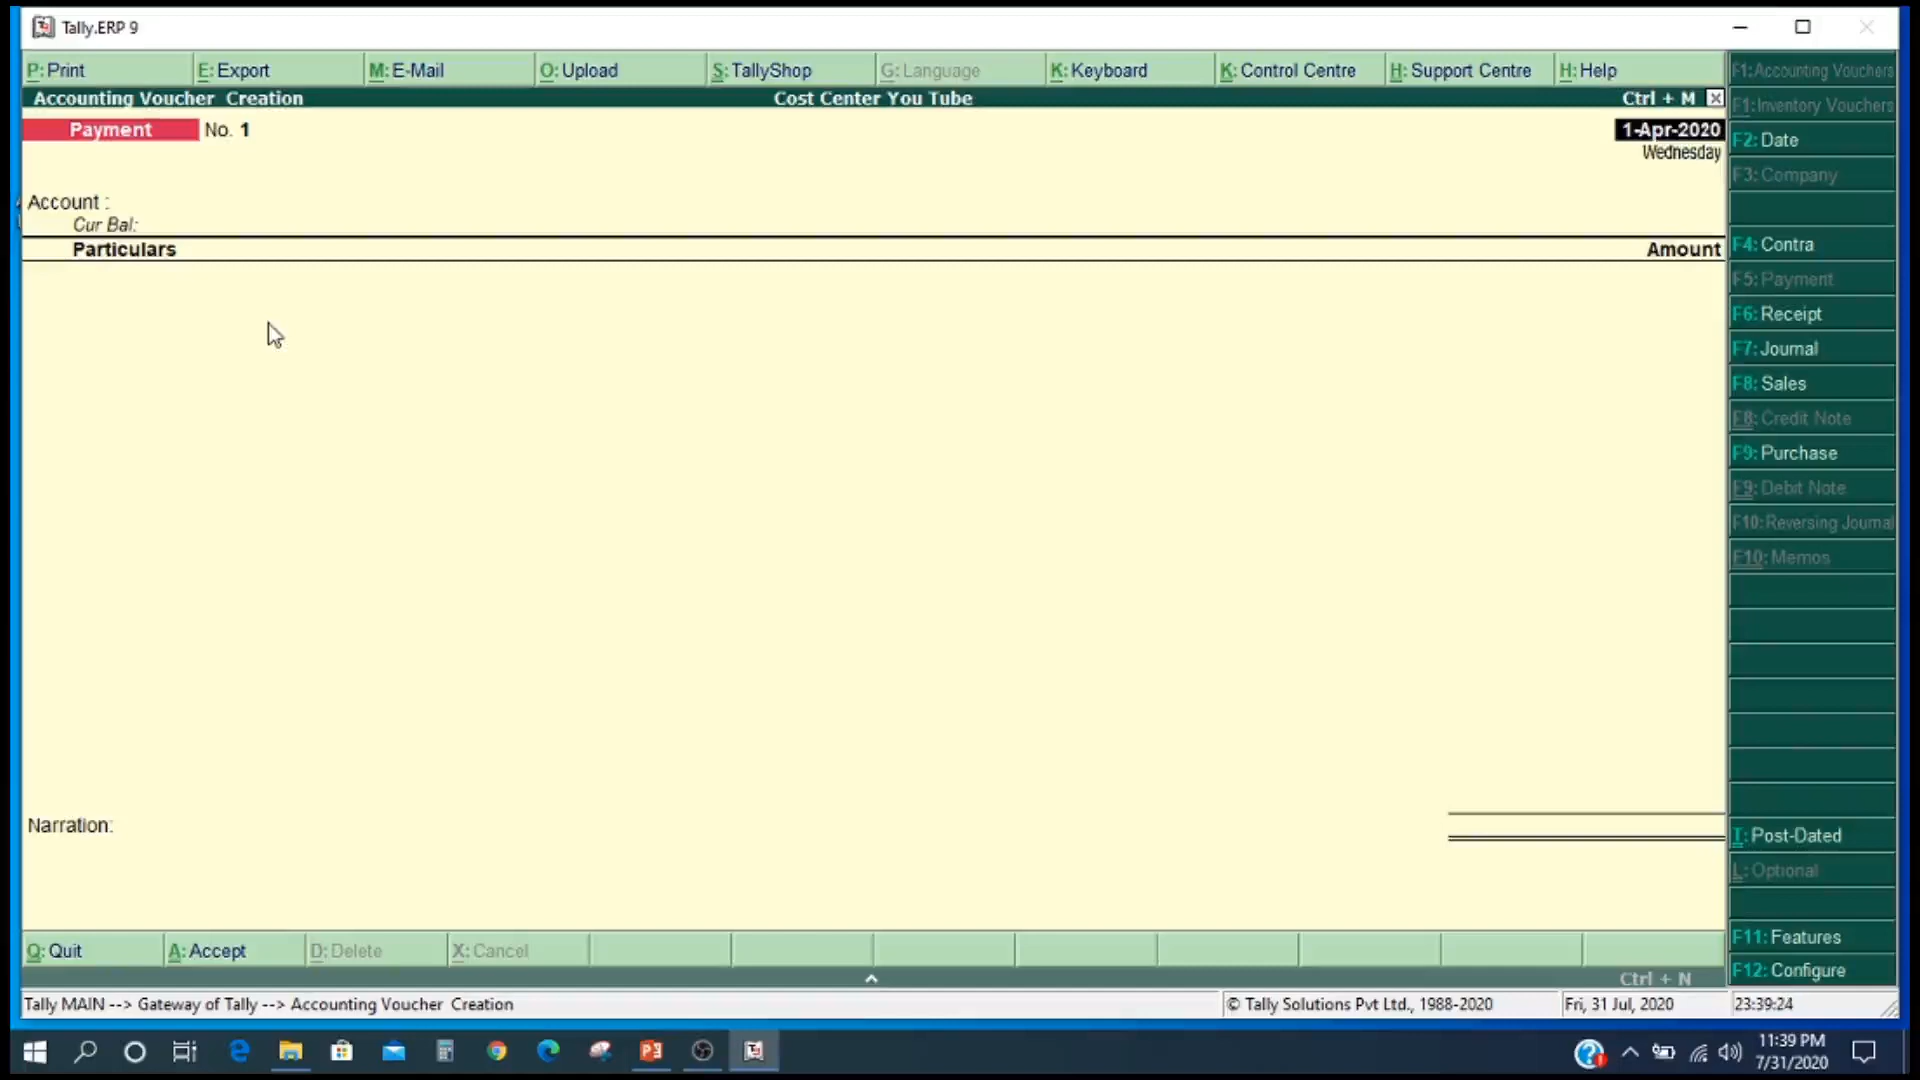 Tally.ERP 9
P: Print E: Export M: E-Mail O: Upload S: TallyShop G: Language K: Keyboard K: Control Centre H: Support Centre H: Help
Accounting Voucher Creation Cost Center You Tube Ctrl + M
Payment No. 1 1-Apr-2020
Wednesday
Account :
Cur Bal:
Particulars Amount
Narration:
F1: Accounting Vouchers
F1: Inventory Vouchers
F2: Date
F3: Company
F4: Contra
F5: Payment
F6: Receipt
F7: Journal
F8: Sales
F8: Credit Note
F9: Purchase
F9: Debit Note
F10: Reversing Journal
F10: Memos
T: Post-Dated
L: Optional
F11: Features
F12: Configure
Q: Quit A: Accept D: Delete X: Cancel
Ctrl + N
Tally MAIN --> Gateway of Tally --> Accounting Voucher Creation © Tally Solutions Pvt Ltd., 1988-2020 Fri, 31 Jul, 2020 23:39:24
11:39 PM
7/31/2020